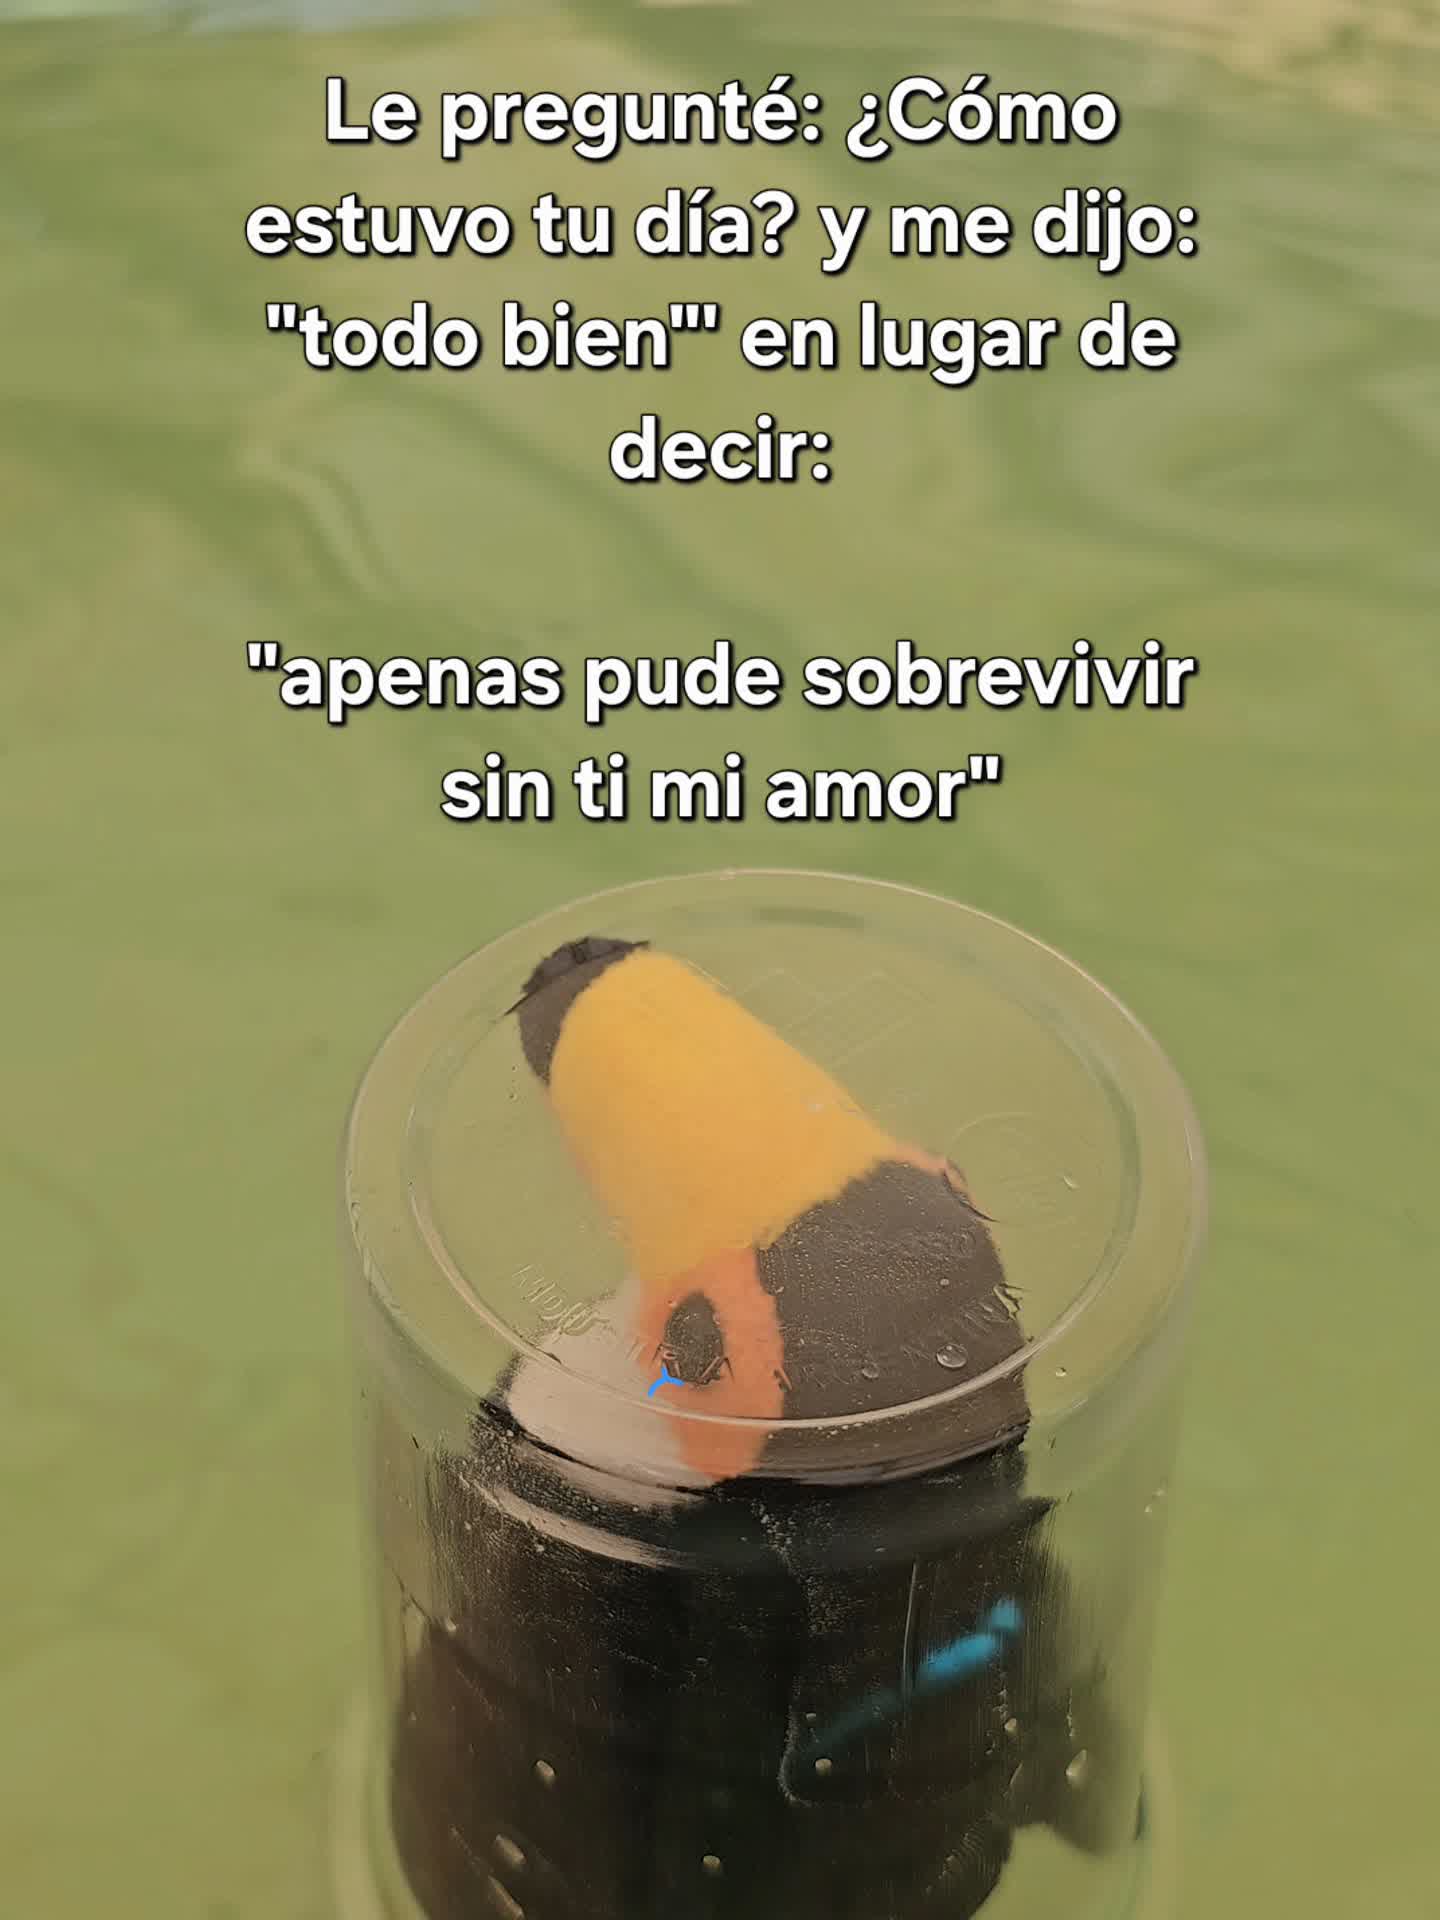 Le pregunté: ¿Cómo
estuvo tu día? y me dijo:
"todo bien"' en lugar de
decir:
"apenas pude sobrevivir
sin ti mi amor"